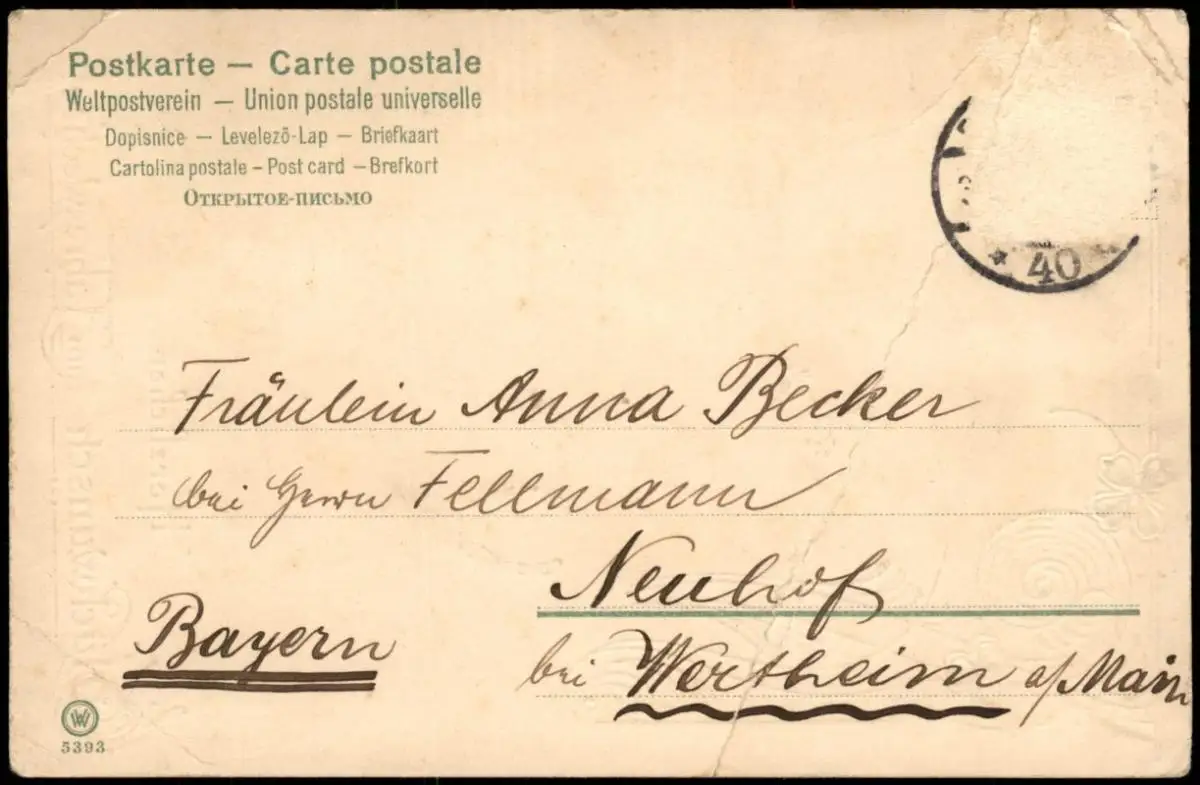 Postkarte — Carte postale
Weltpostverein — Union postale universelle
Dopisnice — Levelező-Lap — Briefkaart
Cartolina postale – Post card – Brefkort
Открытое-письмо
* 40 *
Fräulein Anna Becker
bei Herrn Fellmann
Neuhof
Bayern
bei Wertheim a/Main
W
5393